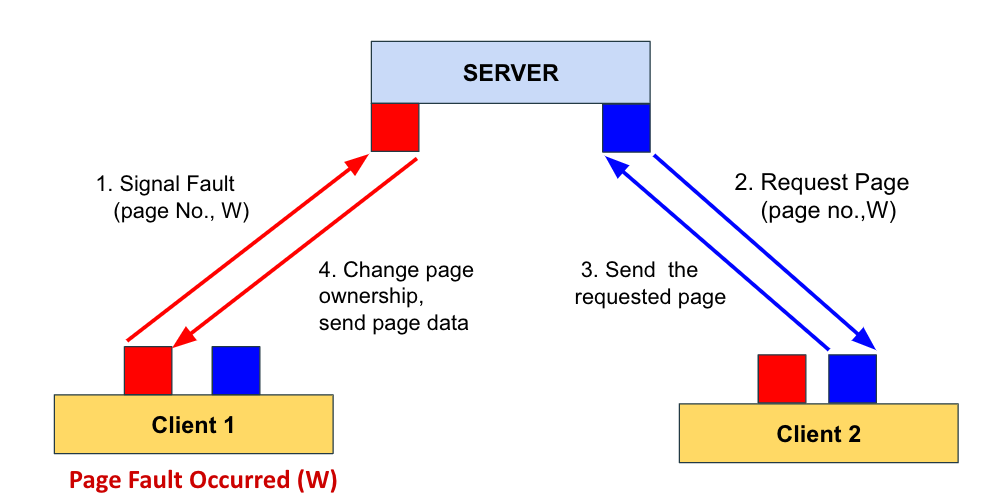 SERVER
1. Signal Fault
(page No., W)
2. Request Page
(page no.,W)
4. Change page
ownership,
send page data
3. Send the
requested page
Client 1
Client 2
Page Fault Occurred (W)